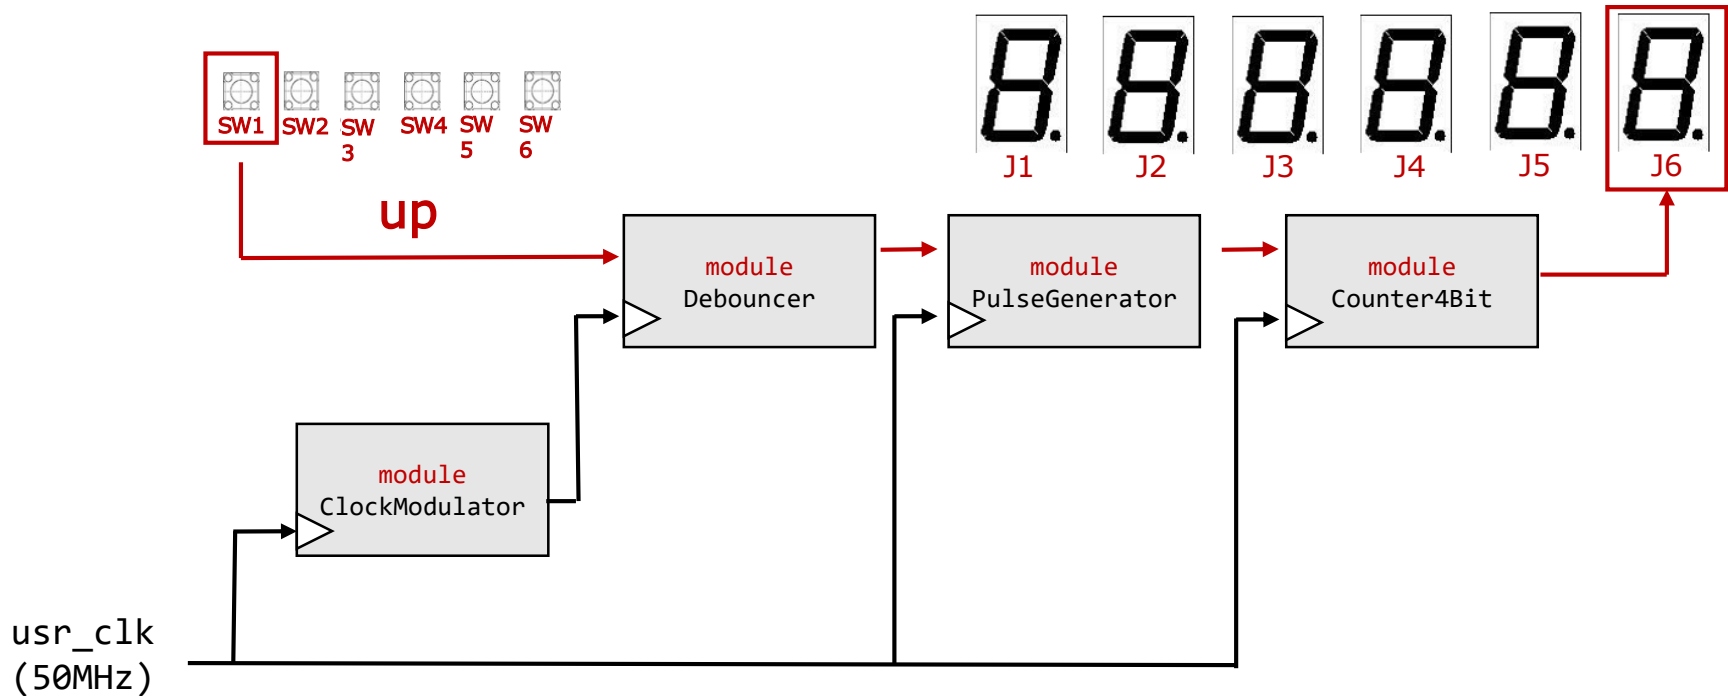 SW1
SW2
SW
3
SW4
SW
5
SW
6
J1
J2
J3
J4
J5
J6
up
module
Debouncer
module
PulseGenerator
module
Counter4Bit
module
ClockModulator
usr_clk
(50MHz)